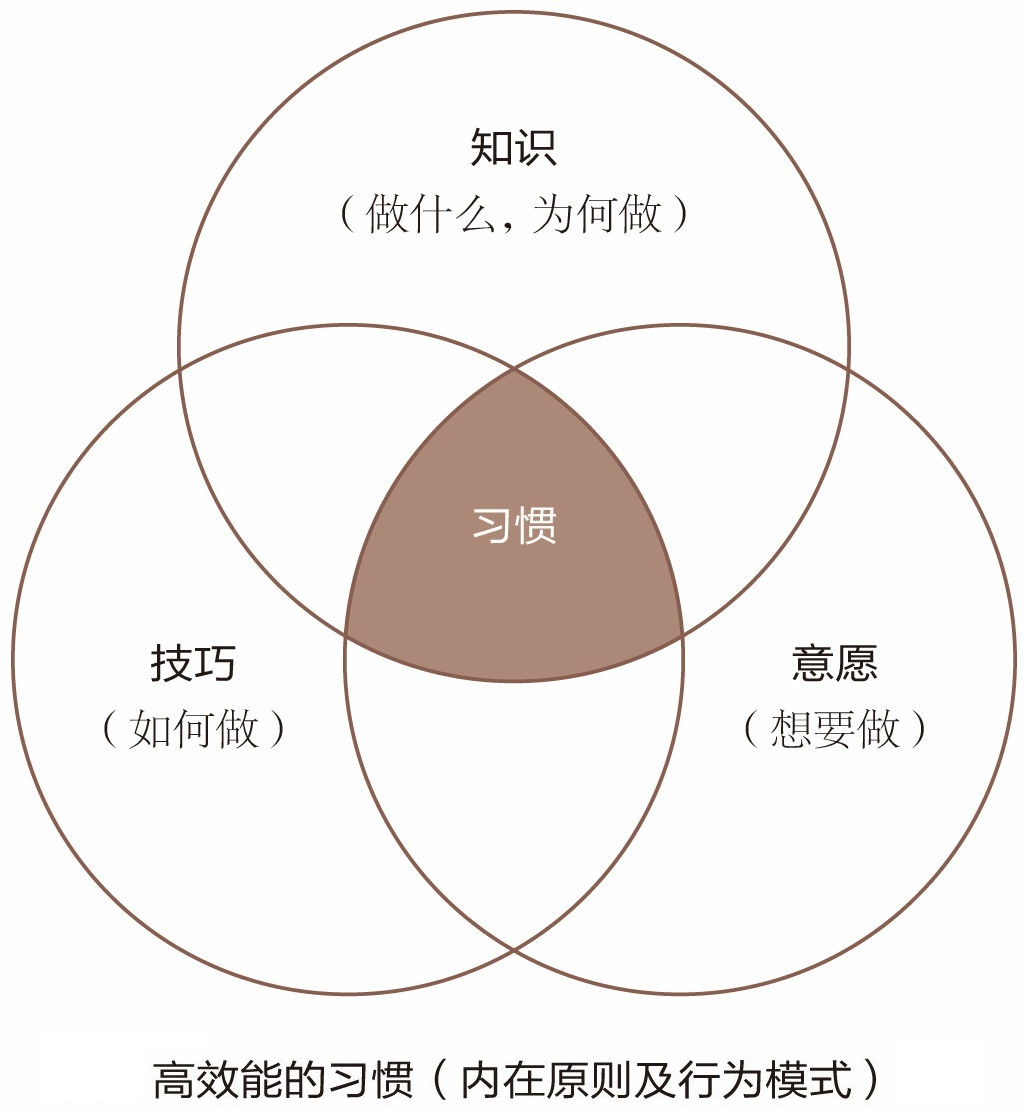 知识
（做什么，为何做）
习惯
技巧
（如何做）
意愿
（想要做）
高效能的习惯（内在原则及行为模式）